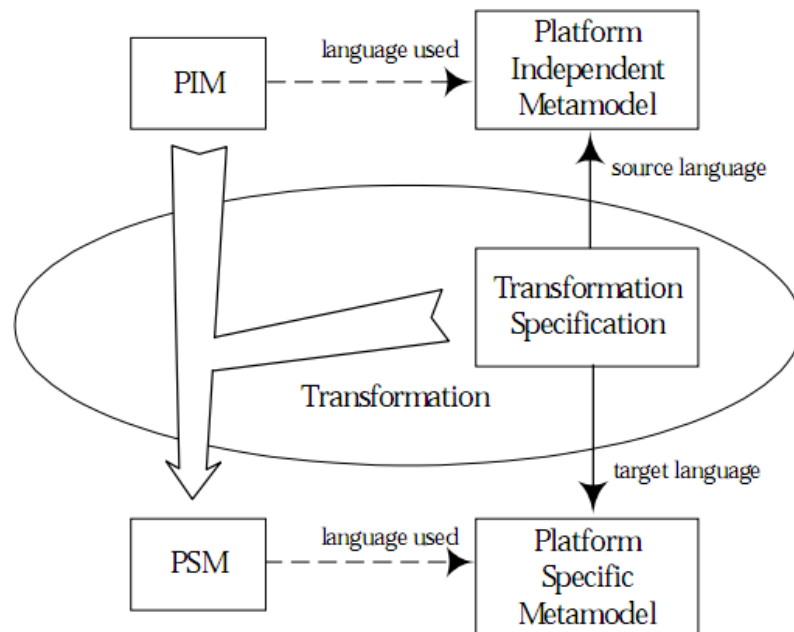 PIM
language used
Platform
Independent
Metamodel
source language
Transformation
Specification
Transformation
target language
PSM
language used
Platform
Specific
Metamodel